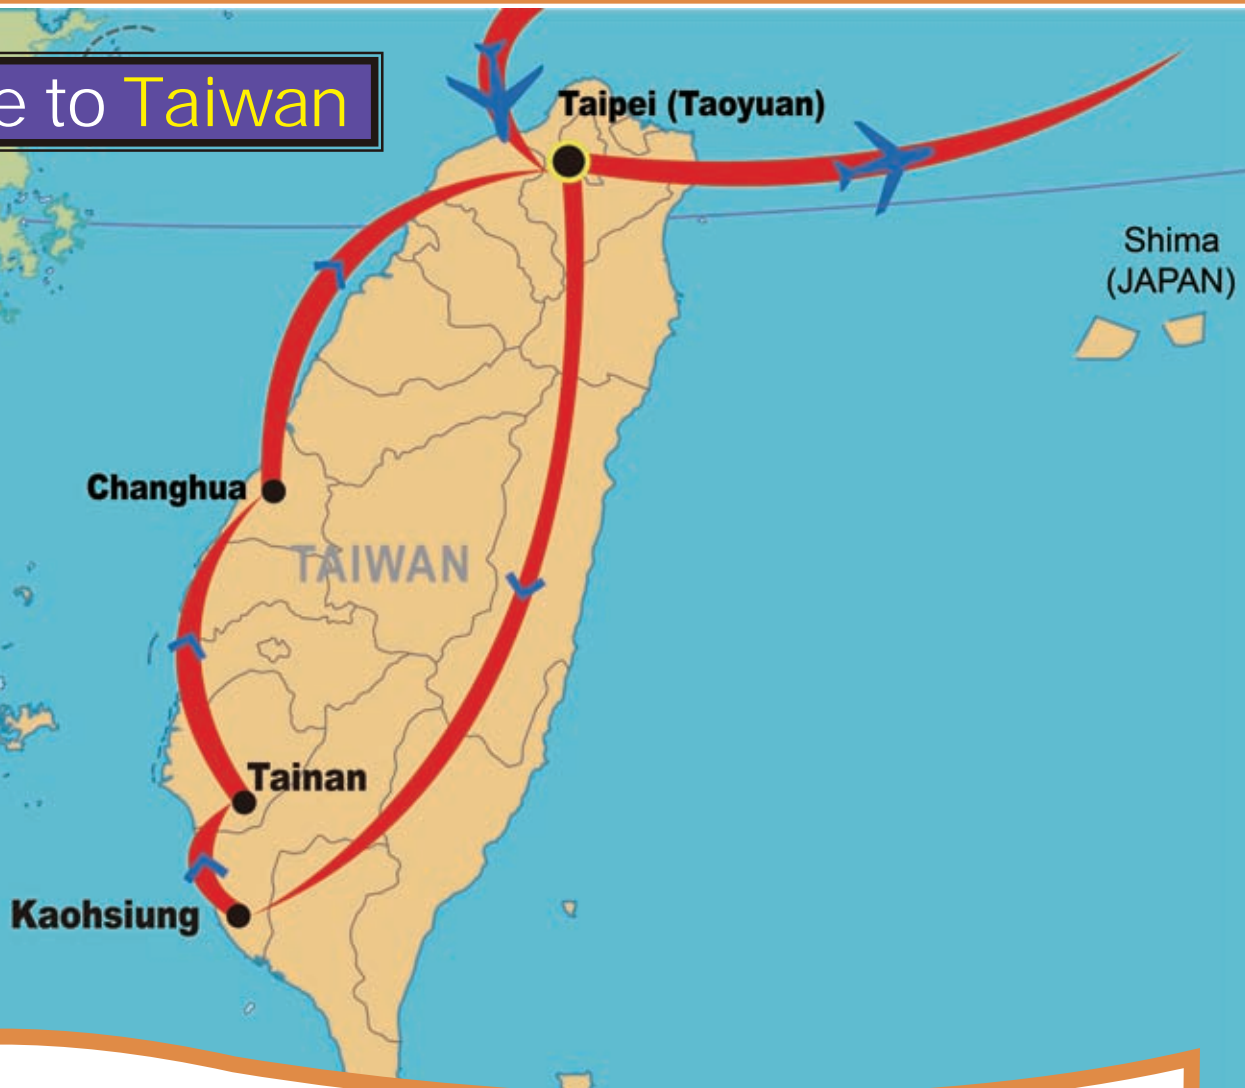 e to Taiwan
Taipei (Taoyuan)
Shima
(JAPAN)
Changhua
TAIWAN
Tainan
Kaohsiung